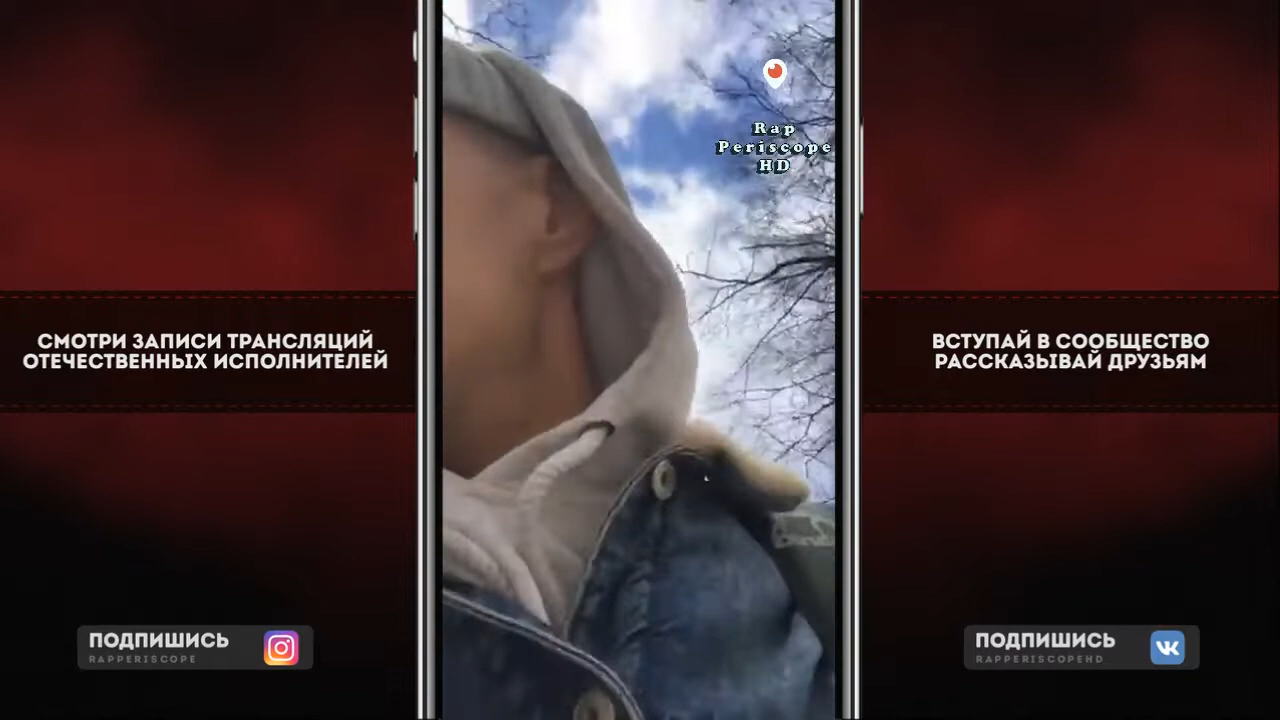 Rap
Periscope
HD
СМОТРИ ЗАПИСИ ТРАНСЛЯЦИЙ
ОТЕЧЕСТВЕННЫХ ИСПОЛНИТЕЛЕЙ
ВСТУПАЙ В СООБЩЕСТВО
РАССКАЗЫВАЙ ДРУЗЬЯМ
ПОДПИШИСЬ
RAPPERISCOPE
ПОДПИШИСЬ
RAPPERISCOPEHD